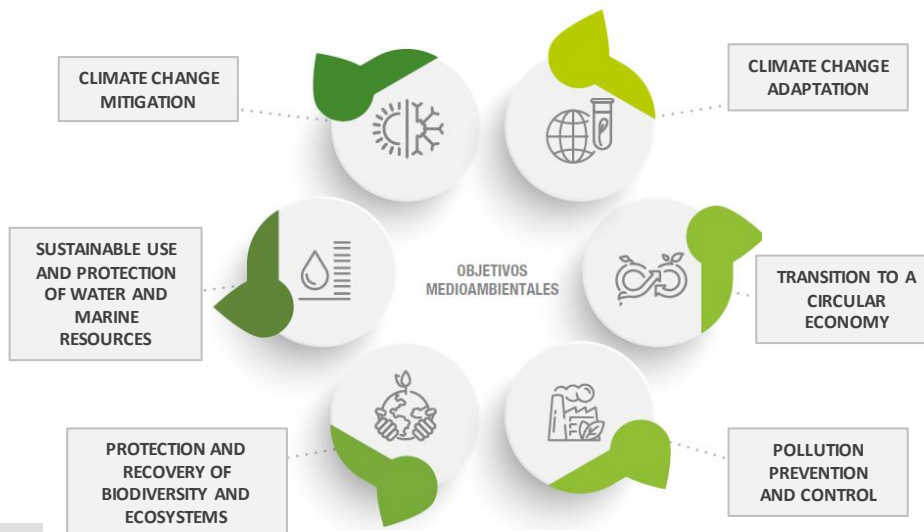 CLIMATE CHANGE
MITIGATION
CLIMATE CHANGE
ADAPTATION
SUSTAINABLE USE
AND PROTECTION
OF WATER AND
MARINE
RESOURCES
OBJETIVOS
MEDIOAMBIENTALES
TRANSITION TO A
CIRCULAR
ECONOMY
PROTECTION AND
RECOVERY OF
BIODIVERSITY AND
ECOSYSTEMS
POLLUTION
PREVENTION
AND CONTROL